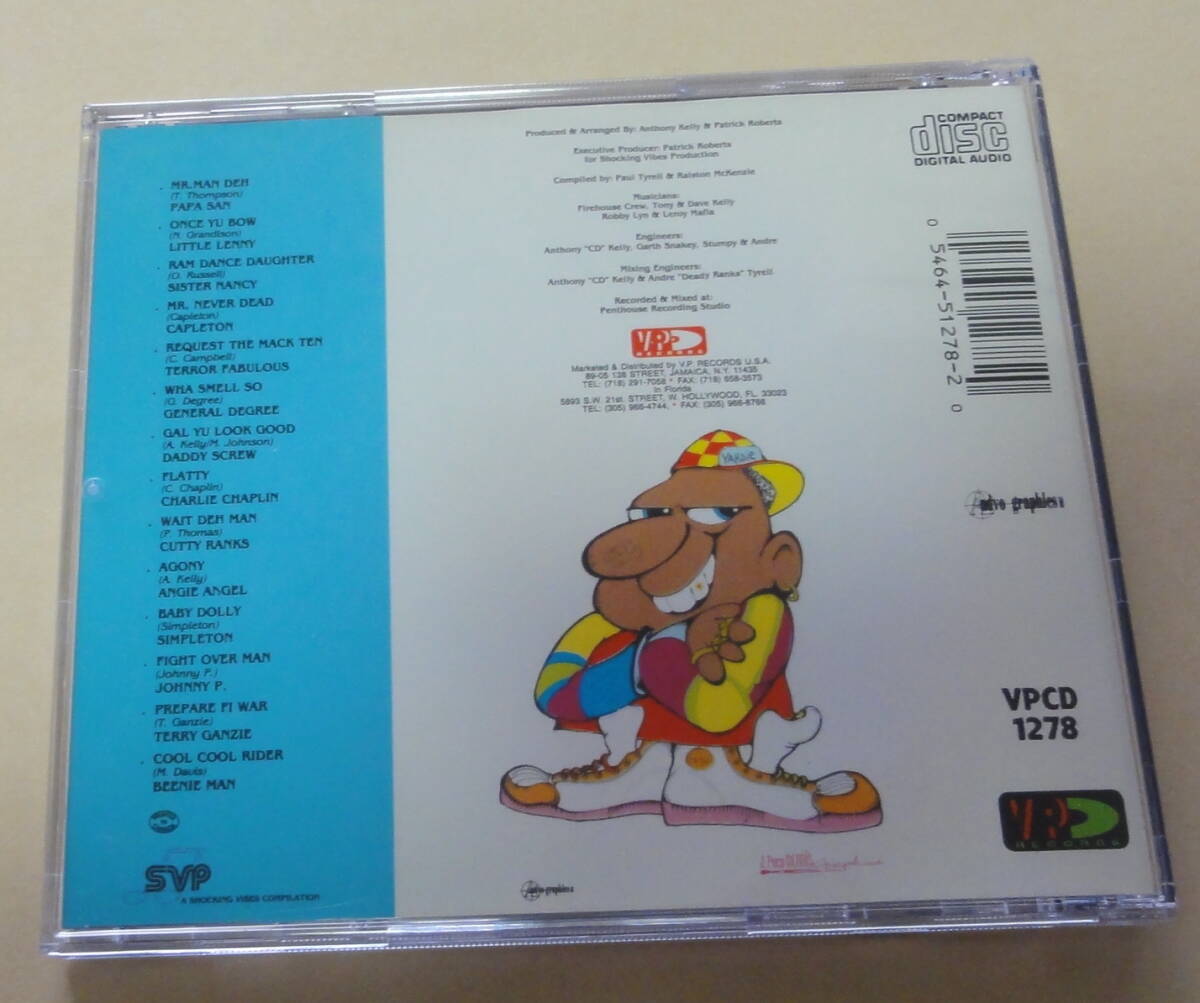 MR.MAN DEH
(T. Thompson)
PAPA SAN
ONCE YU BOW
(N. Grandison)
LITTLE LENNY
RAM DANCE DAUGHTER
(O. Russell)
SISTER NANCY
MR. NEVER DEAD
(Capleton)
CAPLETON
REQUEST THE MACK TEN
(C. Campbell)
TERROR FABULOUS
WHA SMELL SO
(G. Degree)
GENERAL DEGREE
GAL YU LOOK GOOD
(A. Kelly/M. Johnson)
DADDY SCREW
FLATTY
(C. Chaplin)
CHARLIE CHAPLIN
WAIT DEH MAN
(P. Thomas)
CUTTY RANKS
AGONY
(A. Kelly)
ANGIE ANGEL
BABY DOLLY
(Simpleton)
SIMPLETON
FIGHT OVER MAN
(Johnny P.)
JOHNNY P.
PREPARE FI WAR
(T. Ganzie)
TERRY GANZIE
COOL COOL RIDER
(M. Davis)
BEENIE MAN
SVP
A SHOCKING VIBES COMPILATION
Produced & Arranged By: Anthony Kelly & Patrick Roberts
Executive Producer: Patrick Roberts
for Shocking Vibes Production
Compiled by: Paul Tyrell & Ralston McKenzie
Musicians:
Firehouse Crew, Tony & Dave Kelly
Robby Lyn & Leroy Mafia
Engineers:
Anthony "CD" Kelly, Garth Snakey, Stumpy & Andre
Mixing Engineers:
Anthony "CD" Kelly & Andre "Deady Ranks" Tyrell
Recorded & Mixed at:
Penthouse Recording Studio
VP
RECORDS
Marketed & Distributed by V.P. RECORDS U.S.A.
89-05 138 STREET, JAMAICA, N.Y. 11435
TEL: (718) 291-7058 * FAX: (718) 658-3573
in Florida
5893 S.W. 21st. STREET, W. HOLLYWOOD, FL. 33023
TEL: (305) 966-4744, * FAX: (305) 966-8766
YARDIE
COMPACT
disc
DIGITAL AUDIO
0 5464-51278-2 0
VPCD
1278
VP
RECORDS